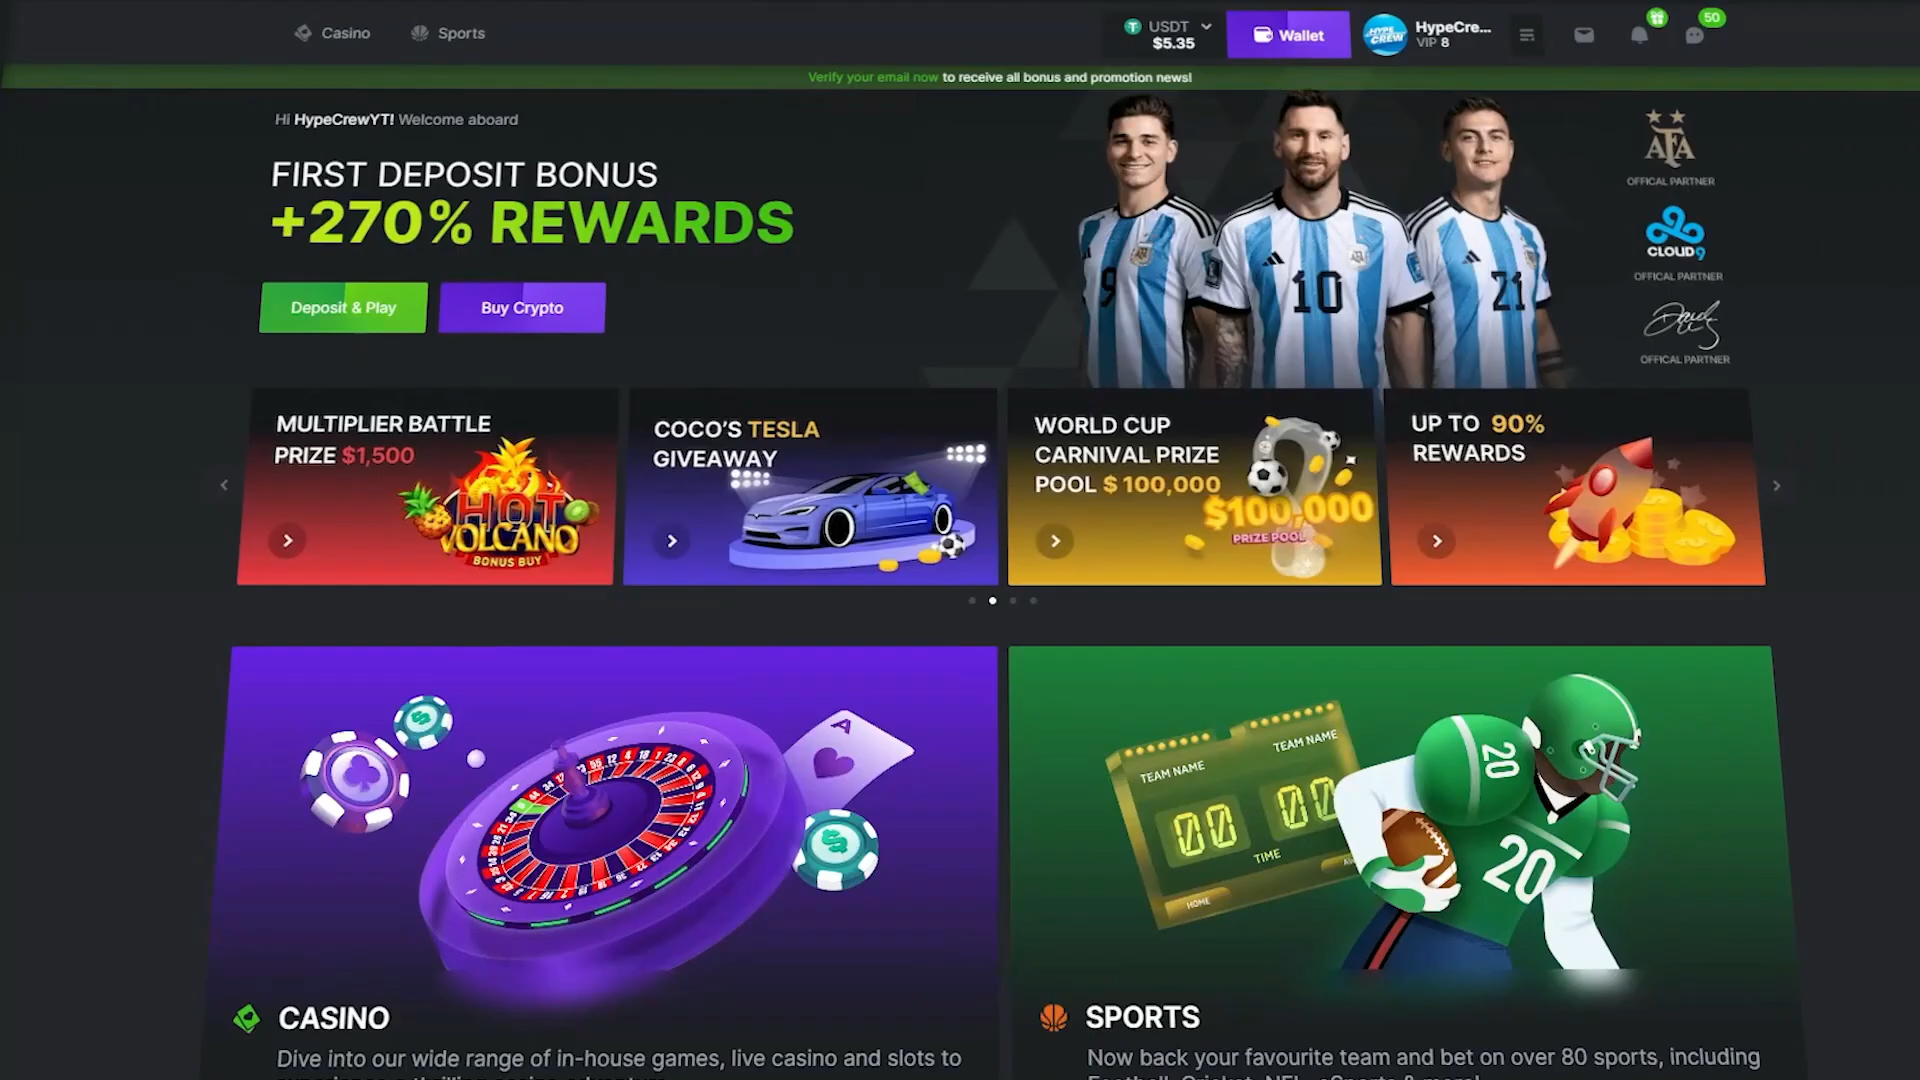 Casino
Sports
USDT
$5.35
Wallet
HYPE CREW
HypeCre...
VIP 8
50
Verify your email now to receive all bonus and promotion news!
Hi HypeCrewYT! Welcome aboard
FIRST DEPOSIT BONUS
+270% REWARDS
Deposit & Play
Buy Crypto
9
10
21
AFA
OFFICAL PARTNER
CLOUD9
OFFICAL PARTNER
OFFICAL PARTNER
MULTIPLIER BATTLE
PRIZE $1,500
HOT
VOLCANO
BONUS BUY
COCO'S TESLA
GIVEAWAY
WORLD CUP
CARNIVAL PRIZE
POOL $ 100,000
$100,000
PRIZE POOL
UP TO 90%
REWARDS
A
TEAM NAME
TEAM NAME
00
00
TIME
HOME
20
20
CASINO
Dive into our wide range of in-house games, live casino and slots to
SPORTS
Now back your favourite team and bet on over 80 sports, including